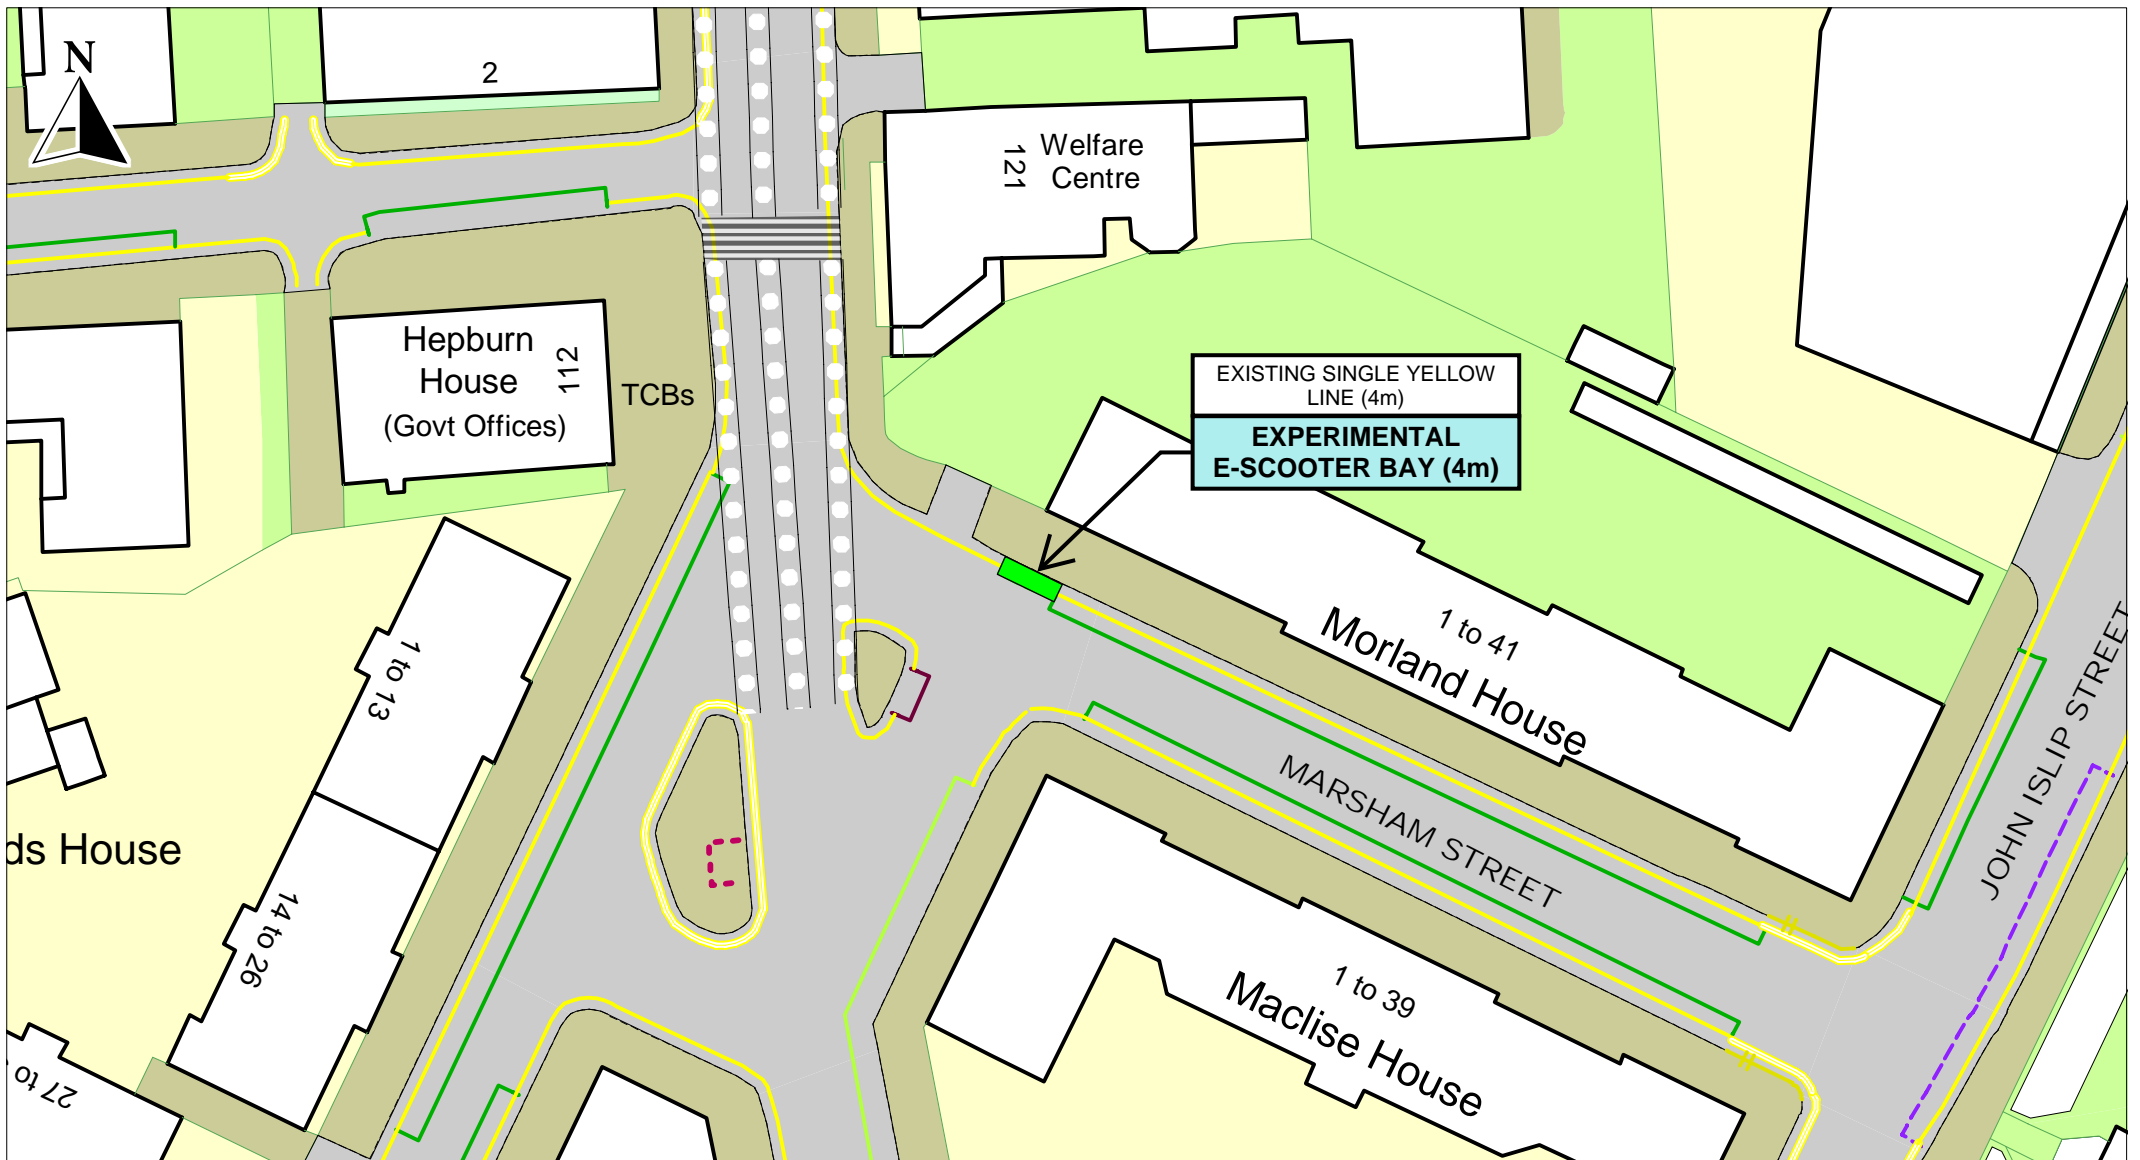 N
2
121
Welfare
Centre
Hepburn
House
(Govt Offices)
112
TCBs
EXISTING SINGLE YELLOW
LINE (4m)
EXPERIMENTAL
E-SCOOTER BAY (4m)
1 to 41
Morland House
1 to 13
MARSHAM STREET
JOHN ISLIP STREET
ds House
14 to 26
1 to 39
Maclise House
27 to